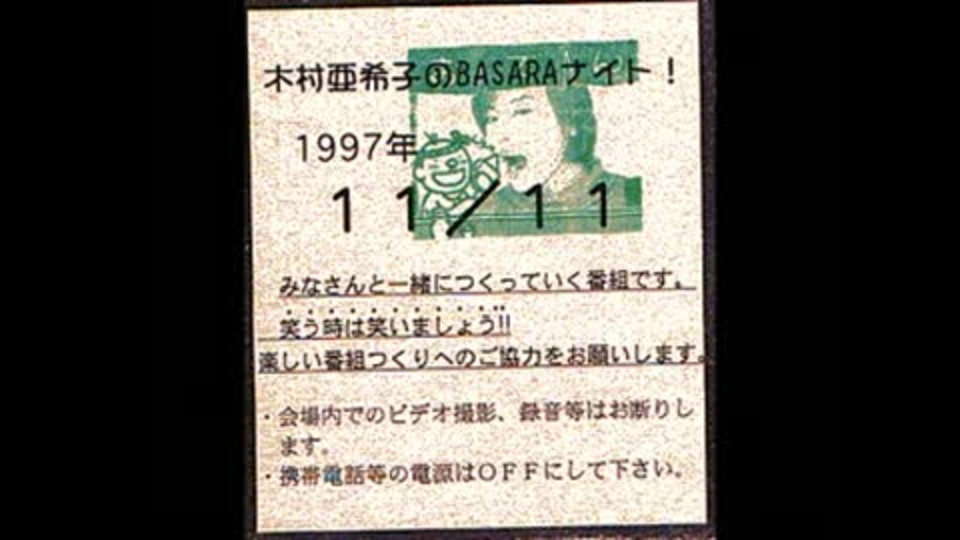 木村亜希子のBASARAナイト！
1997年
11／11
みなさんと一緒につくっていく番組です。
笑う時は笑いましょう!!
楽しい番組つくりへのご協力をお願いします。
・会場内でのビデオ撮影、録音等はお断りし
ます。
・携帯電話等の電源はＯＦＦにして下さい。